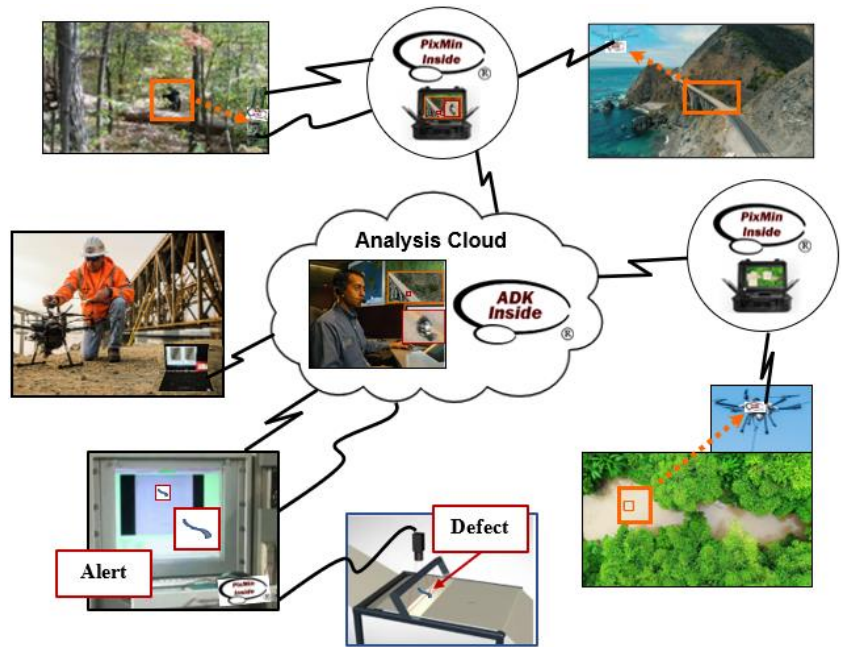 PixMin
Inside
®
Analysis Cloud
ADK
Inside
®
PixMin
Inside
®
Defect
Alert
PixMin
Inside